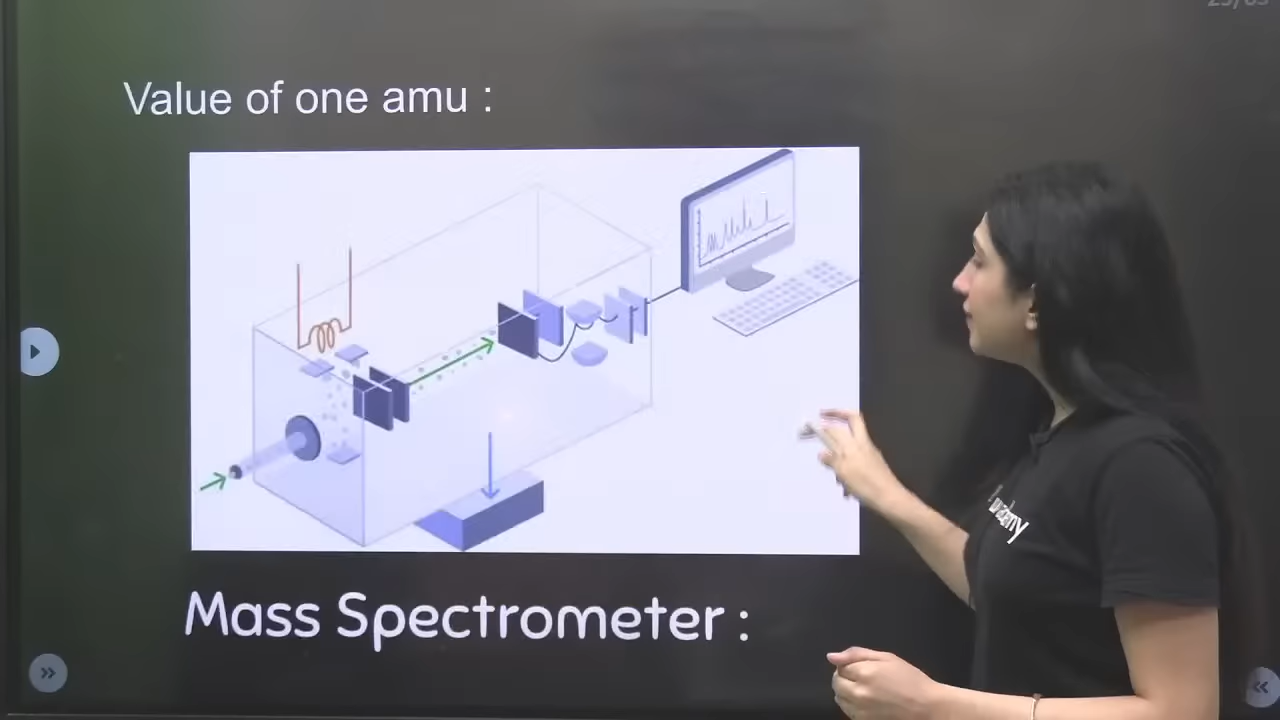 Value of one amu :
Mass Spectrometer :